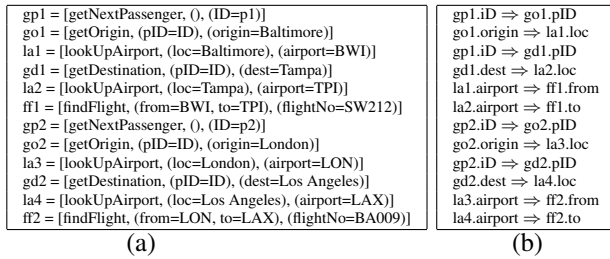 gp1 = [getNextPassenger, (), (ID=p1)]
go1 = [getOrigin, (pID=ID), (origin=Baltimore)]
la1 = [lookUpAirport, (loc=Baltimore), (airport=BWI)]
gd1 = [getDestination, (pID=ID), (dest=Tampa)]
la2 = [lookUpAirport, (loc=Tampa), (airport=TPI)]
ff1 = [findFlight, (from=BWI, to=TPI), (flightNo=SW212)]
gp2 = [getNextPassenger, (), (ID=p2)]
go2 = [getOrigin, (pID=ID), (origin=London)]
la3 = [lookUpAirport, (loc=London), (airport=LON)]
gd2 = [getDestination, (pID=ID), (dest=Los Angeles)]
la4 = [lookUpAirport, (loc=Los Angeles), (airport=LAX)]
ff2 = [findFlight, (from=LON, to=LAX), (flightNo=BA009)]
(a)
gp1.iD ⇒ go1.pID
go1.origin ⇒ la1.loc
gp1.iD ⇒ gd1.pID
gd1.dest ⇒ la2.loc
la1.airport ⇒ ff1.from
la2.airport ⇒ ff1.to
gp2.iD ⇒ go2.pID
go2.origin ⇒ la3.loc
gp2.iD ⇒ gd2.pID
gd2.dest ⇒ la4.loc
la3.airport ⇒ ff2.from
la4.airport ⇒ ff2.to
(b)